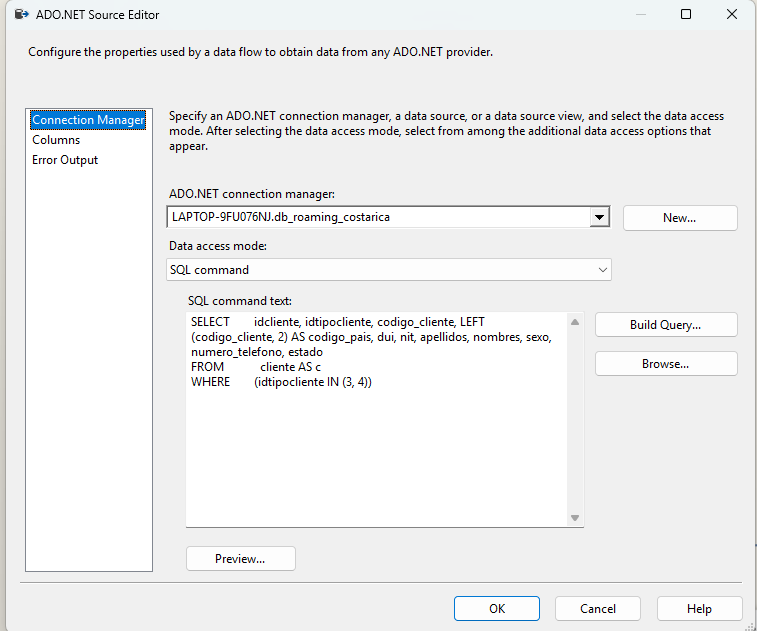 ADO.NET Source Editor
Configure the properties used by a data flow to obtain data from any ADO.NET provider.
Connection Manager
Columns
Error Output
Specify an ADO.NET connection manager, a data source, or a data source view, and select the data access
mode. After selecting the data access mode, select from among the additional data access options that
appear.
ADO.NET connection manager:
LAPTOP-9FU076NJ.db_roaming_costarica
New...
Data access mode:
SQL command
SQL command text:
SELECT idcliente, idtipocliente, codigo_cliente, LEFT
(codigo_cliente, 2) AS codigo_pais, dui, nit, apellidos, nombres, sexo,
numero_telefono, estado
FROM cliente AS c
WHERE (idtipocliente IN (3, 4))
Build Query...
Browse...
Preview...
OK
Cancel
Help